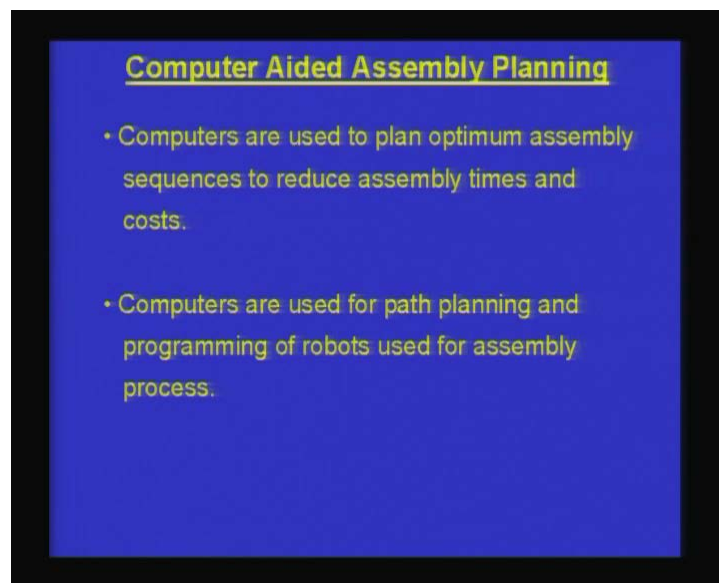 Computer Aided Assembly Planning
• Computers are used to plan optimum assembly
sequences to reduce assembly times and
costs.
• Computers are used for path planning and
programming of robots used for assembly
process.